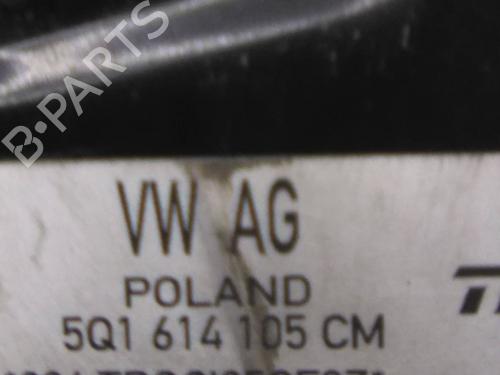 B-PARTS
VW AG
POLAND
5Q1 614 105 CM